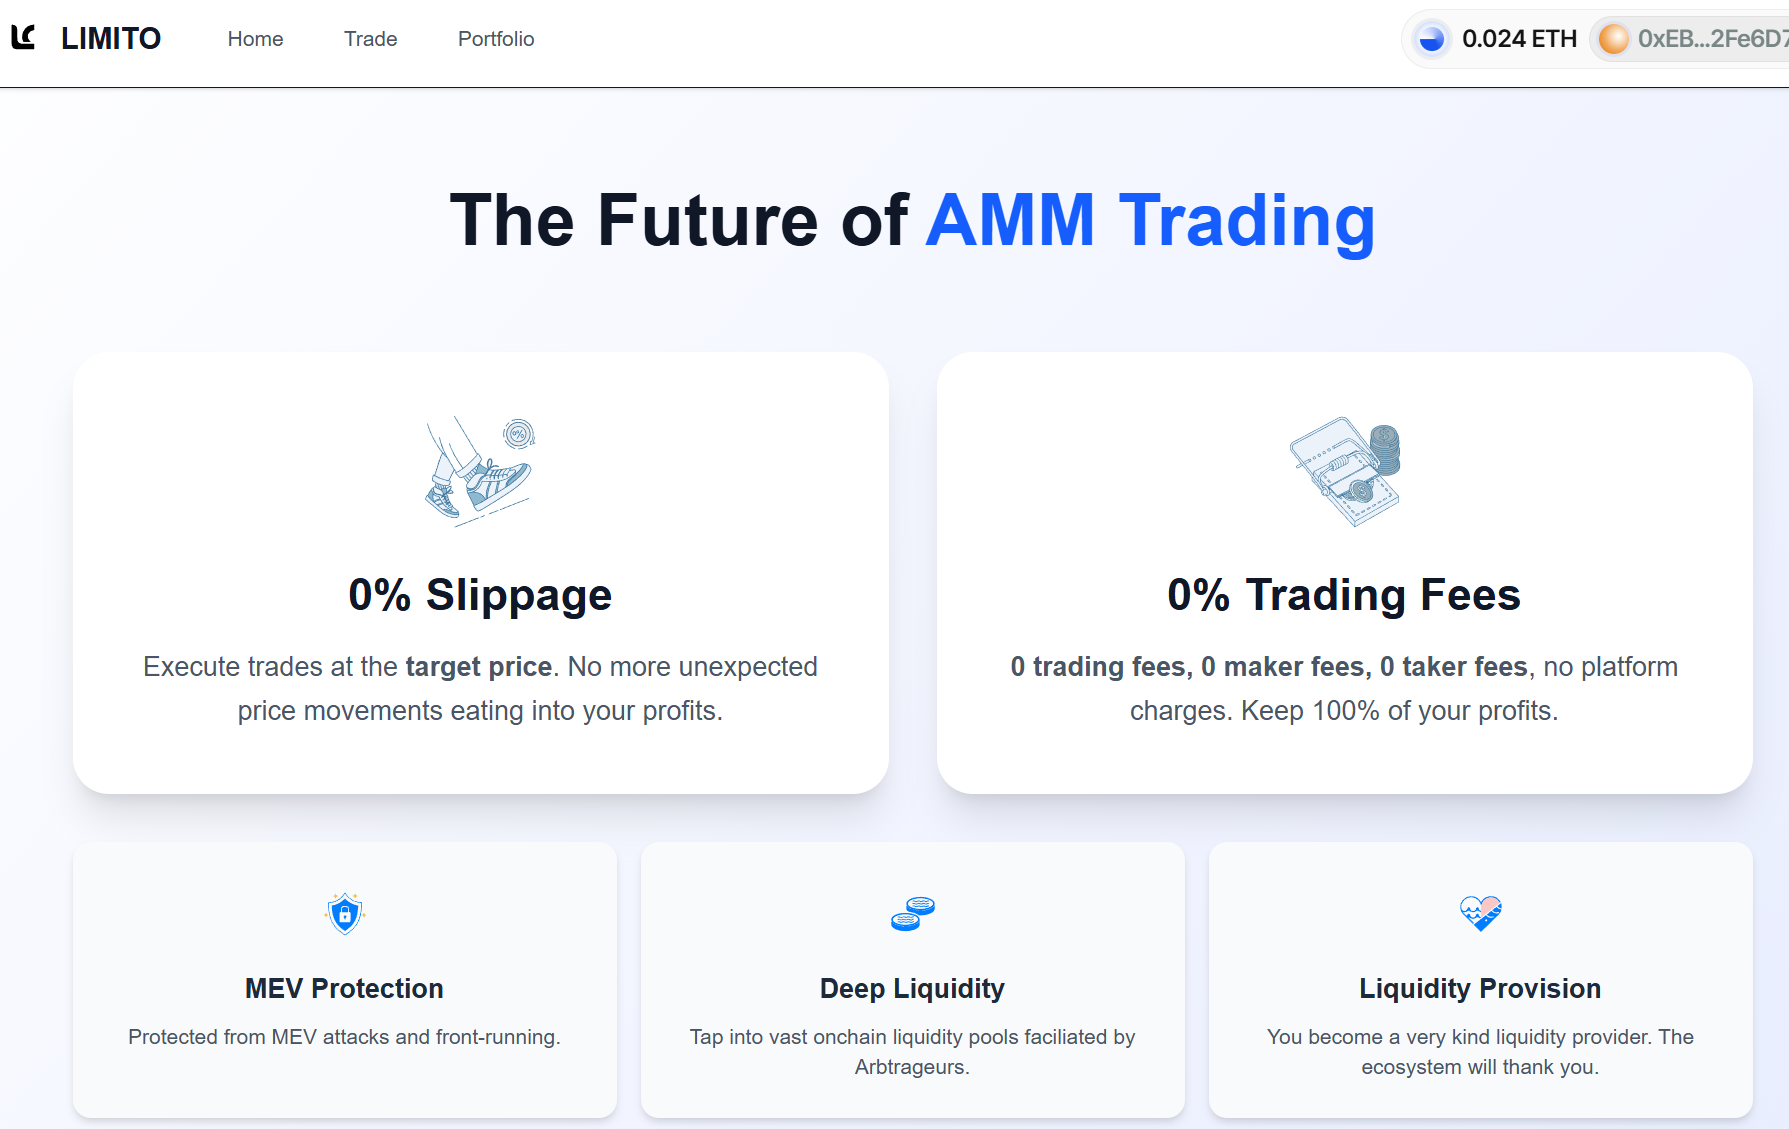 LIMITO
Home
Trade
Portfolio
0.024 ETH
0xEB...2Fe6D7
The Future of AMM Trading
0%
0% Slippage
Execute trades at the target price. No more unexpected
price movements eating into your profits.
0% Trading Fees
0 trading fees, 0 maker fees, 0 taker fees, no platform
charges. Keep 100% of your profits.
MEV Protection
Protected from MEV attacks and front-running.
Deep Liquidity
Tap into vast onchain liquidity pools faciliated by
Arbtrageurs.
Liquidity Provision
You become a very kind liquidity provider. The
ecosystem will thank you.